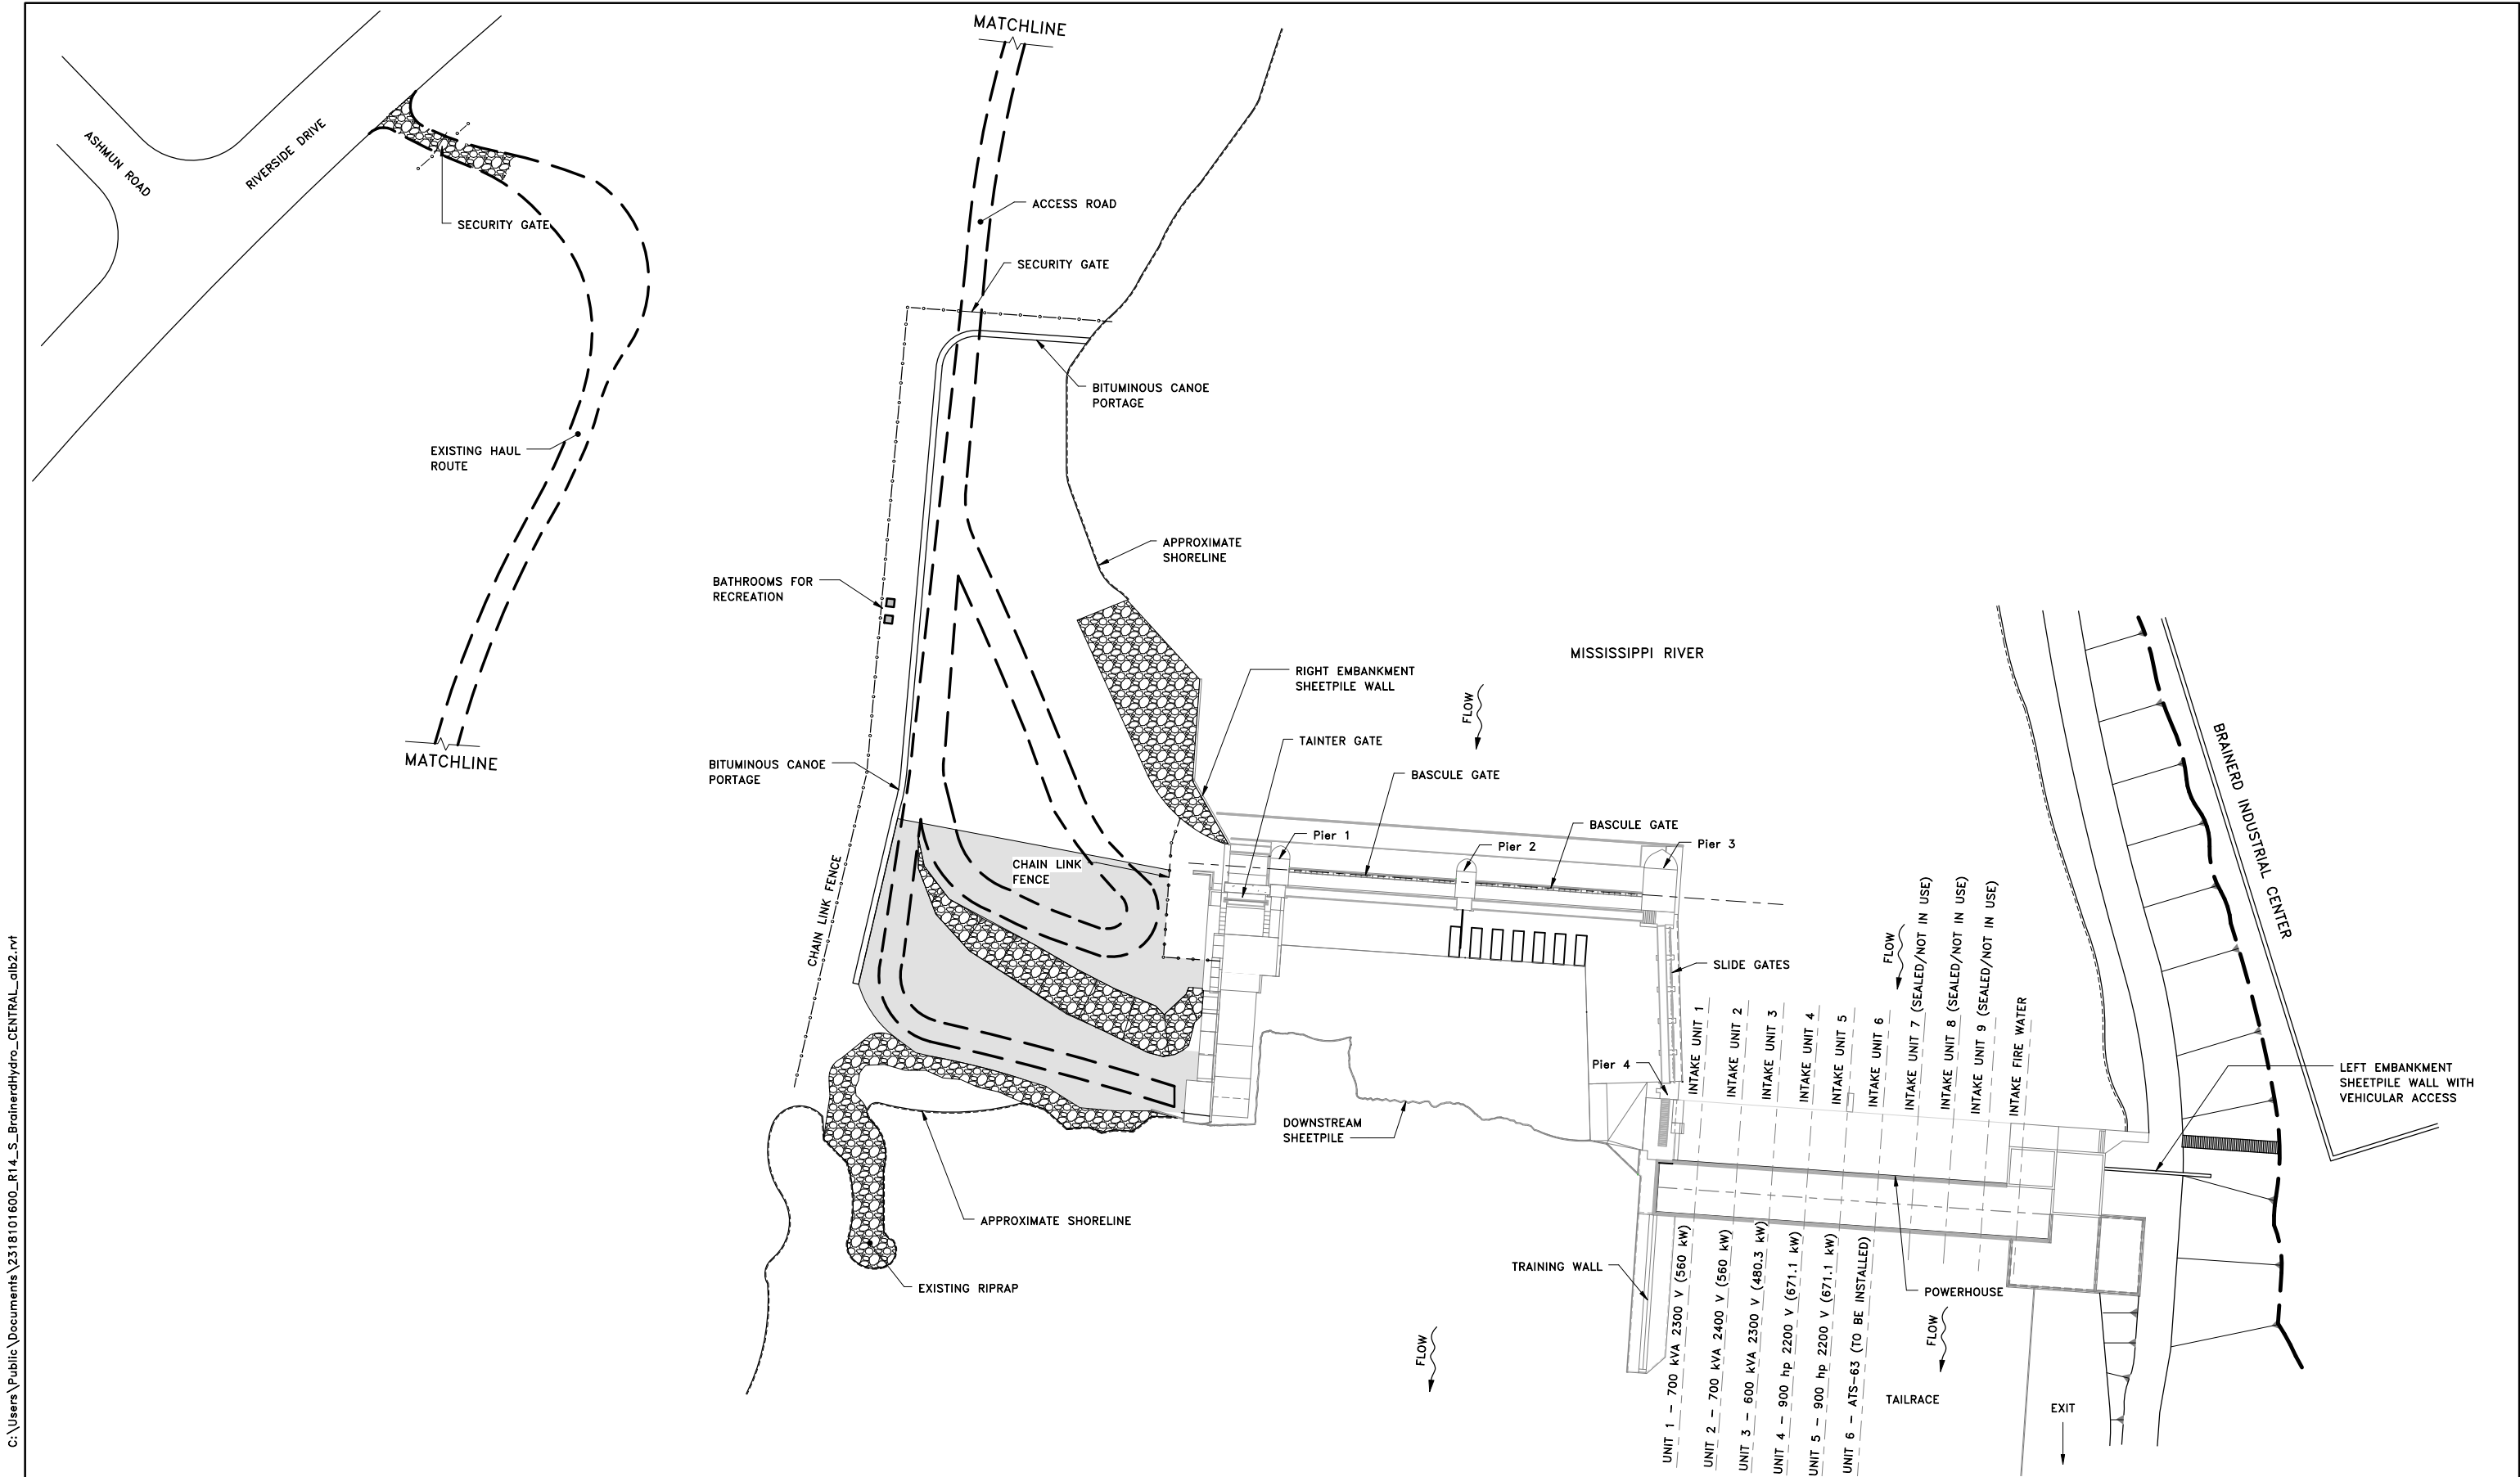 MATCHLINE
ASHMUN ROAD
RIVERSIDE DRIVE
SECURITY GATE
ACCESS ROAD
SECURITY GATE
BITUMINOUS CANOE
PORTAGE
EXISTING HAUL
ROUTE
APPROXIMATE
SHORELINE
BATHROOMS FOR
RECREATION
MISSISSIPPI RIVER
RIGHT EMBANKMENT
SHEETPILE WALL
FLOW
TAINTER GATE
MATCHLINE
BITUMINOUS CANOE
PORTAGE
BASCULE GATE
BRAINERD INDUSTRIAL CENTER
BASCULE GATE
Pier 1
Pier 2
Pier 3
CHAIN LINK
FENCE
CHAIN LINK FENCE
SLIDE GATES
FLOW
INTAKE UNIT 1
INTAKE UNIT 2
INTAKE UNIT 3
INTAKE UNIT 4
INTAKE UNIT 5
INTAKE UNIT 6
INTAKE UNIT 7 (SEALED/NOT IN USE)
INTAKE UNIT 8 (SEALED/NOT IN USE)
INTAKE UNIT 9 (SEALED/NOT IN USE)
INTAKE FIRE WATER
Pier 4
LEFT EMBANKMENT
SHEETPILE WALL WITH
VEHICULAR ACCESS
DOWNSTREAM
SHEETPILE
APPROXIMATE SHORELINE
EXISTING RIPRAP
TRAINING WALL
POWERHOUSE
FLOW
FLOW
UNIT 1 - 700 kVA 2300 V (560 kW)
UNIT 2 - 700 kVA 2400 V (560 kW)
UNIT 3 - 600 kVA 2300 V (480.3 kW)
UNIT 4 - 900 hp 2200 V (671.1 kW)
UNIT 5 - 900 hp 2200 V (671.1 kW)
UNIT 6 - ATS-63 (TO BE INSTALLED)
TAILRACE
EXIT
C:\Users\Public\Documents\23181016​00_R14_S_BrainerdHydro_CENTRAL_alb2.rvt